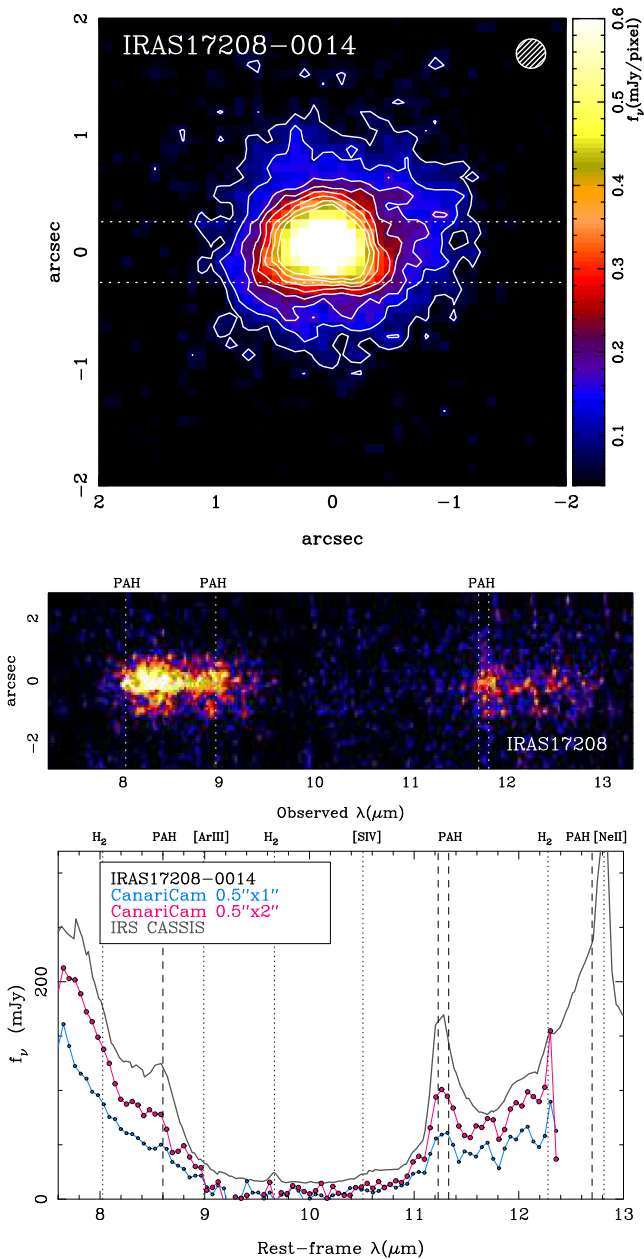 IRAS17208−0014
2
1
0
−1
−2
arcsec
2 1 0 −1 −2
arcsec
0.6
0.5
0.4
0.3
0.2
0.1
f_ν(mJy/pixel)
PAH PAH PAH
2
0
−2
arcsec
IRAS17208
8 9 10 11 12 13
Observed λ(μm)
H₂ PAH [ArIII] H₂ [SIV] PAH H₂ PAH [NeII]
IRAS17208−0014
CanariCam 0.5"x1"
CanariCam 0.5"x2"
IRS CASSIS
200
0
f_ν (mJy)
8 9 10 11 12 13
Rest−frame λ(μm)